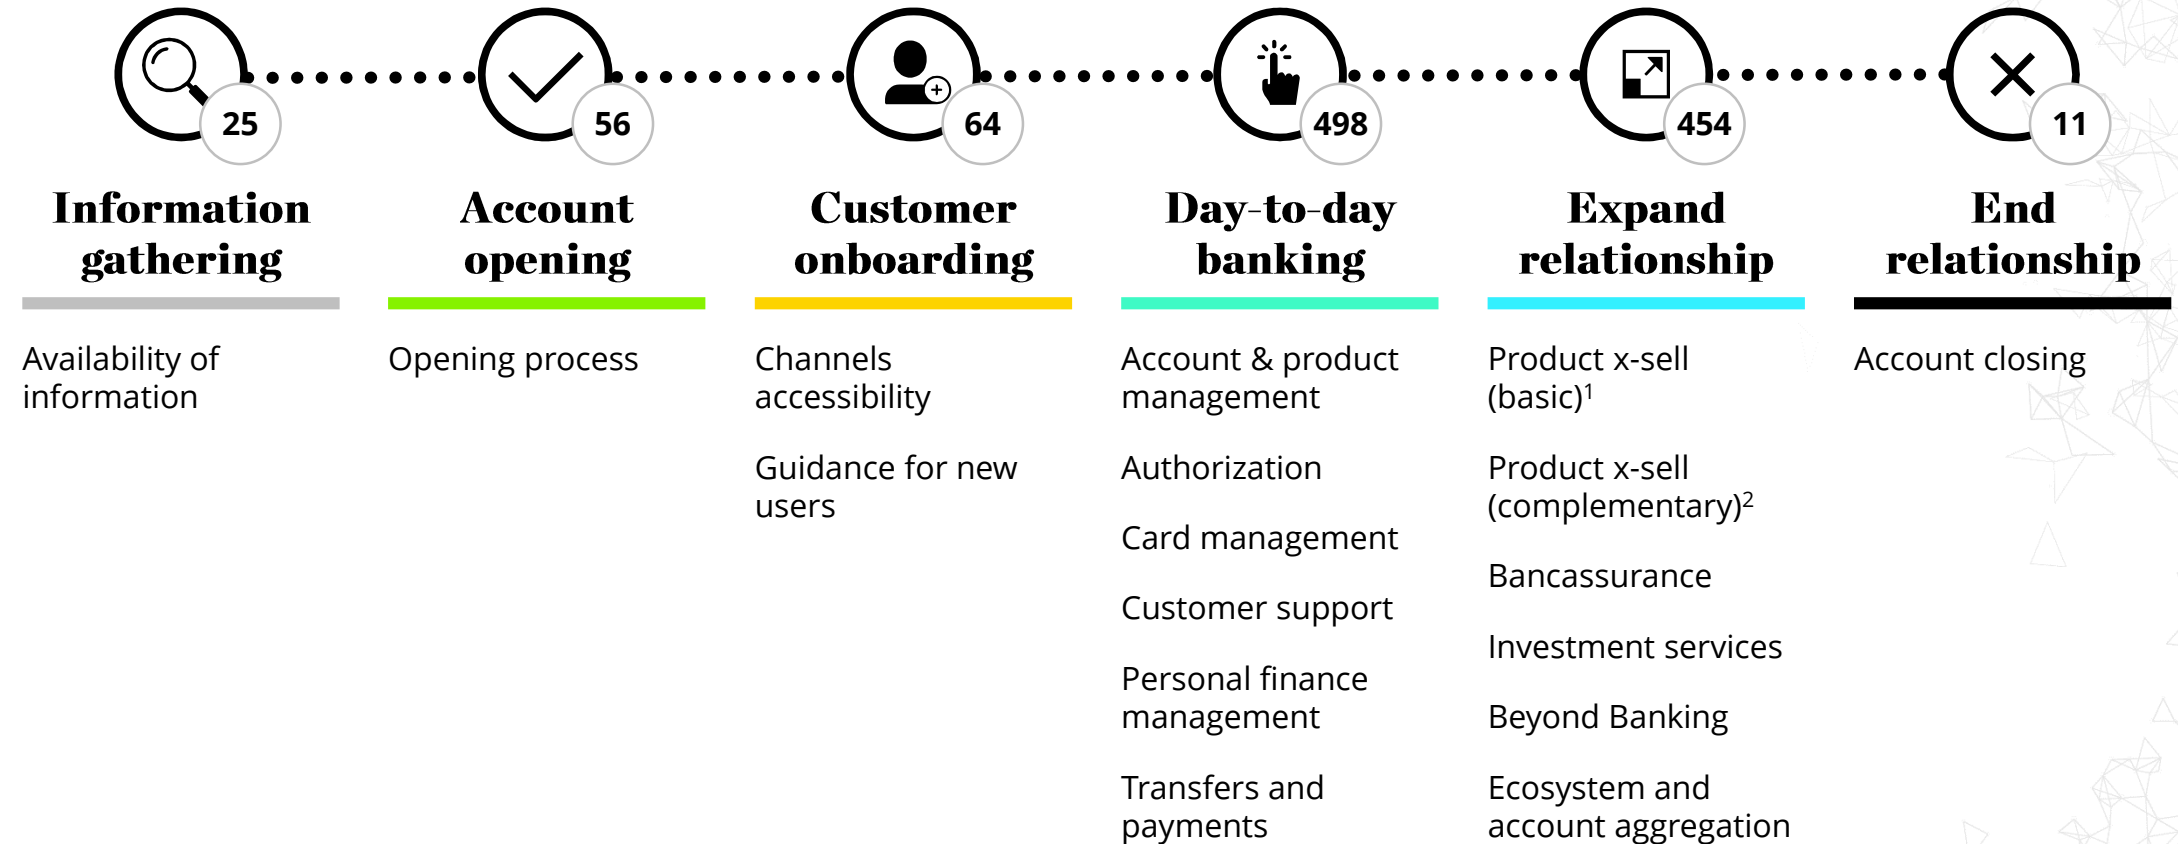 25
56
64
498
454
11
Information
gathering
Availability of
information
Account
opening
Opening process
Customer
onboarding
Channels
accessibility
Guidance for new
users
Day-to-day
banking
Account & product
management
Authorization
Card management
Customer support
Personal finance
management
Transfers and
payments
Expand
relationship
Product x-sell
(basic)¹
Product x-sell
(complementary)²
Bancassurance
Investment services
Beyond Banking
Ecosystem and
account aggregation
End
relationship
Account closing